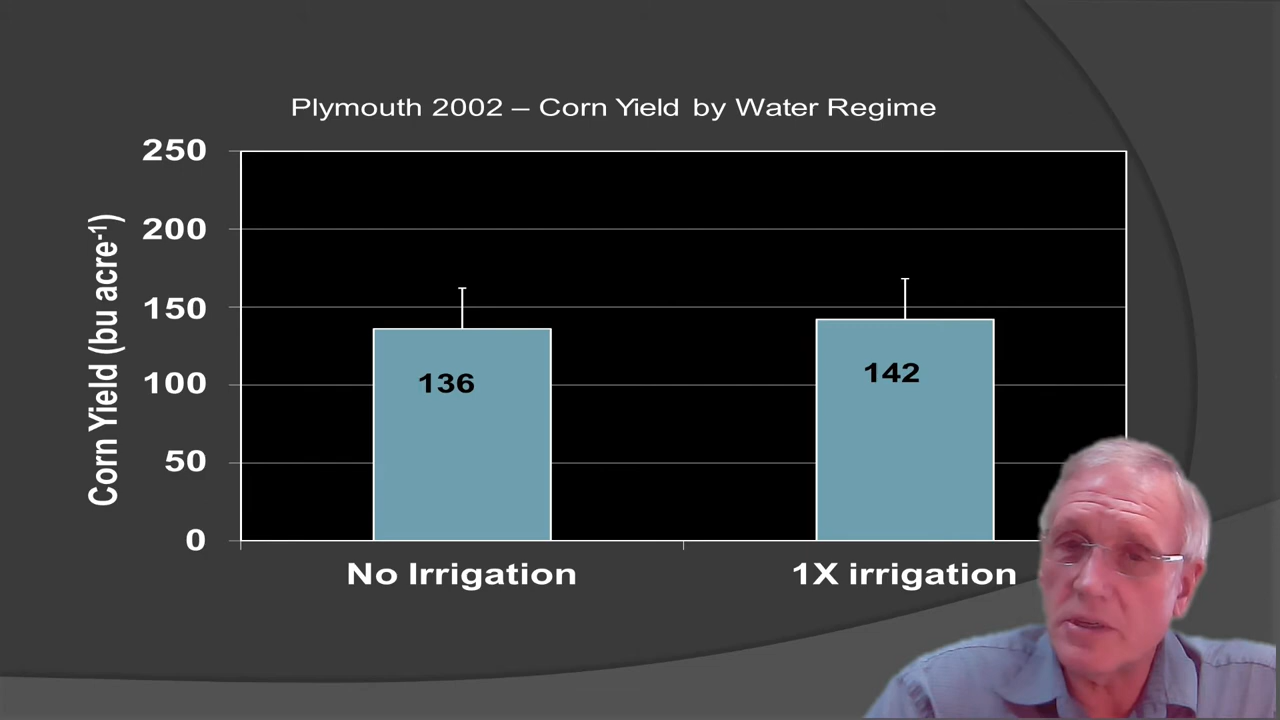 Plymouth 2002 – Corn Yield by Water Regime
Corn Yield (bu acre-1)
250
200
150
100
50
0
136
142
No Irrigation
1X irrigation